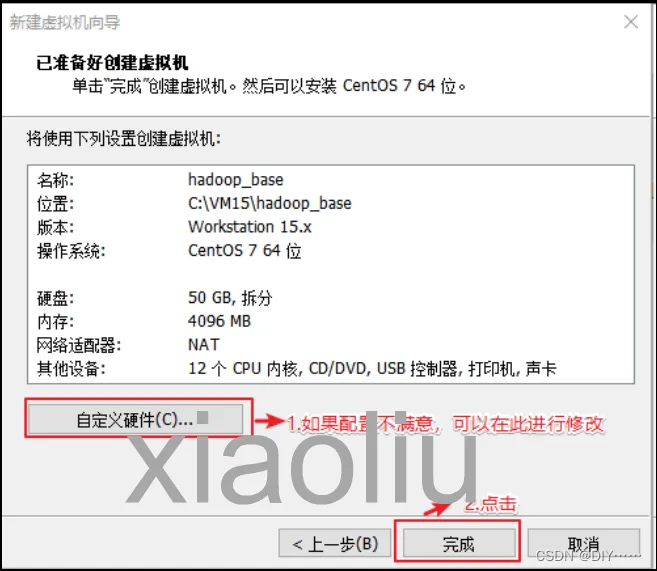 新建虚拟机向导
已准备好创建虚拟机
单击“完成”创建虚拟机。然后可以安装 CentOS 7 64 位。
将使用下列设置创建虚拟机:
名称: hadoop_base
位置: C:\VM15\hadoop_base
版本: Workstation 15.x
操作系统: CentOS 7 64 位
硬盘: 50 GB, 拆分
内存: 4096 MB
网络适配器: NAT
其他设备: 12 个 CPU 内核, CD/DVD, USB 控制器, 打印机, 声卡
自定义硬件(C)... 1.如果配置不满意，可以在此进行修改
xiaoliu
2.点击
< 上一步(B) 完成 取消
CSDN @DIY……